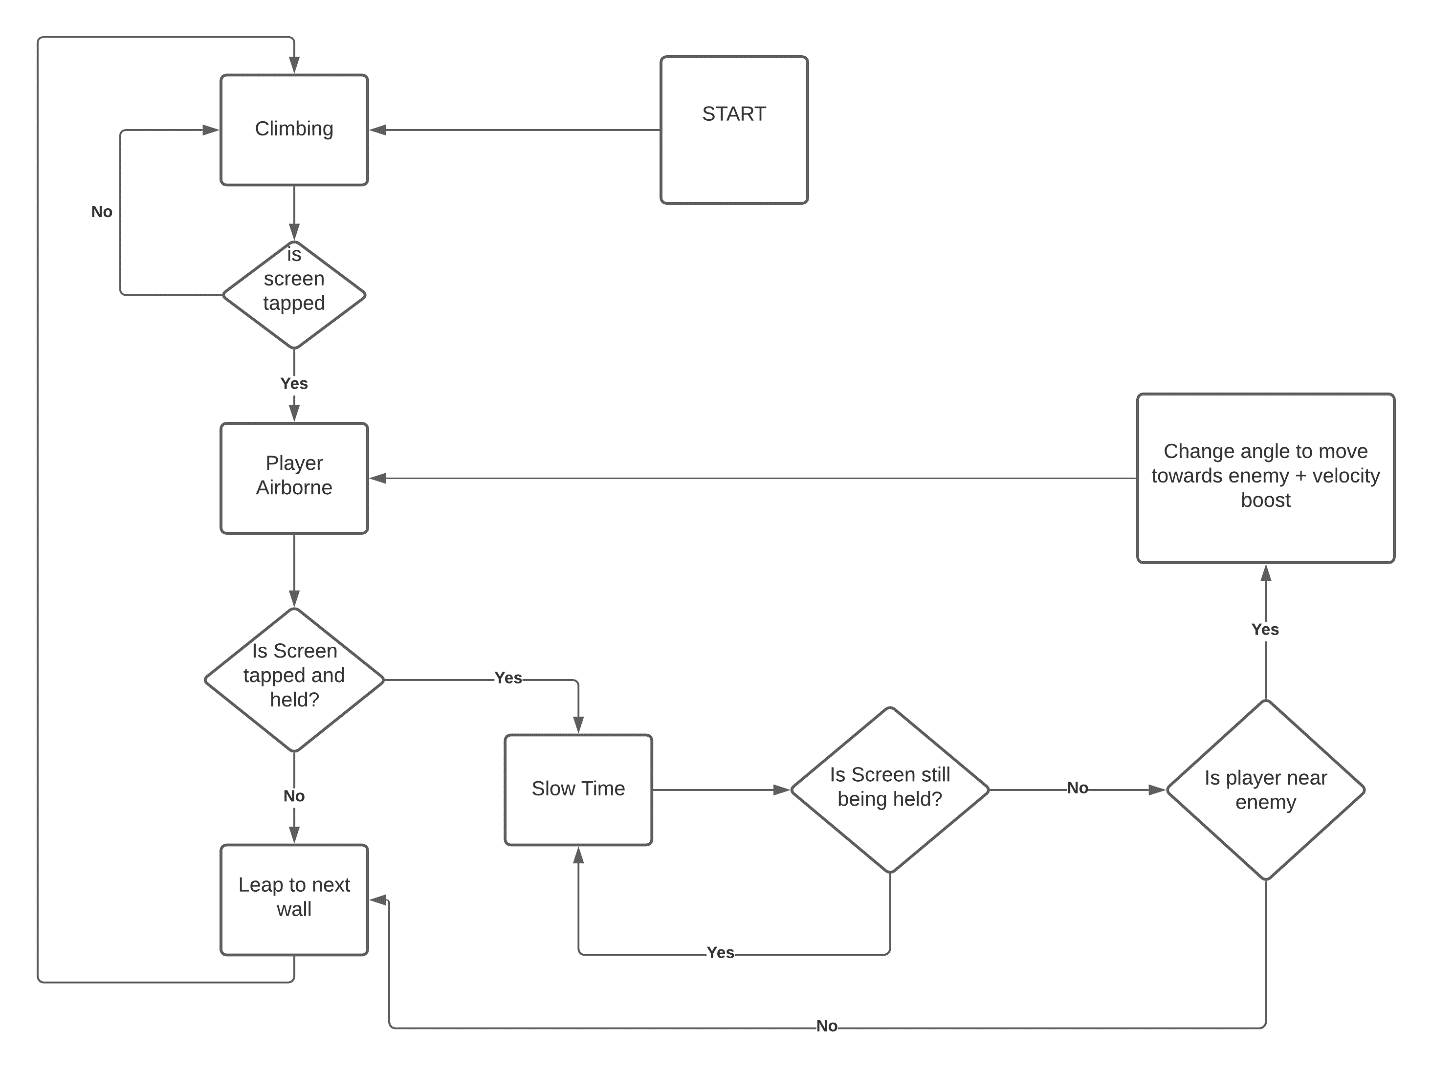 START
Climbing
No
is
screen
tapped
Yes
Player
Airborne
Change angle to move
towards enemy + velocity
boost
Yes
Is Screen
tapped and
held?
Yes
No
Slow Time
Is Screen still
being held?
No
Is player near
enemy
Leap to next
wall
Yes
No